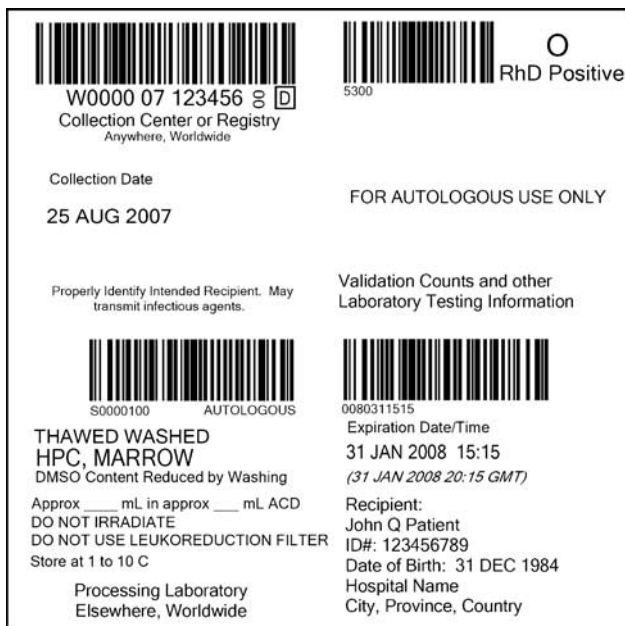 W0000 07 123456 00 D
Collection Center or Registry
Anywhere, Worldwide
O
RhD Positive
5300
Collection Date
25 AUG 2007
FOR AUTOLOGOUS USE ONLY
Properly Identify Intended Recipient. May
transmit infectious agents.
Validation Counts and other
Laboratory Testing Information
S0000100 AUTOLOGOUS
THAWED WASHED
HPC, MARROW
DMSO Content Reduced by Washing
Approx ____ mL in approx ___ mL ACD
DO NOT IRRADIATE
DO NOT USE LEUKOREDUCTION FILTER
Store at 1 to 10 C
Processing Laboratory
Elsewhere, Worldwide
0080311515
Expiration Date/Time
31 JAN 2008 15:15
(31 JAN 2008 20:15 GMT)
Recipient:
John Q Patient
ID#: 123456789
Date of Birth: 31 DEC 1984
Hospital Name
City, Province, Country